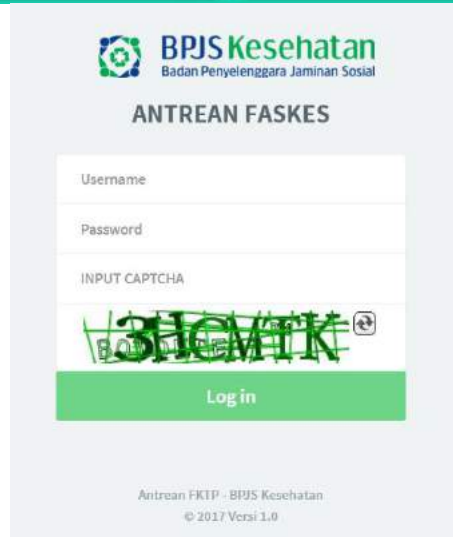 BPJS Kesehatan
Badan Penyelenggara Jaminan Sosial
ANTREAN FASKES
Username
Password
INPUT CAPTCHA
Log in
Antrean FKTP - BPJS Kesehatan
© 2017 Versi 1.0